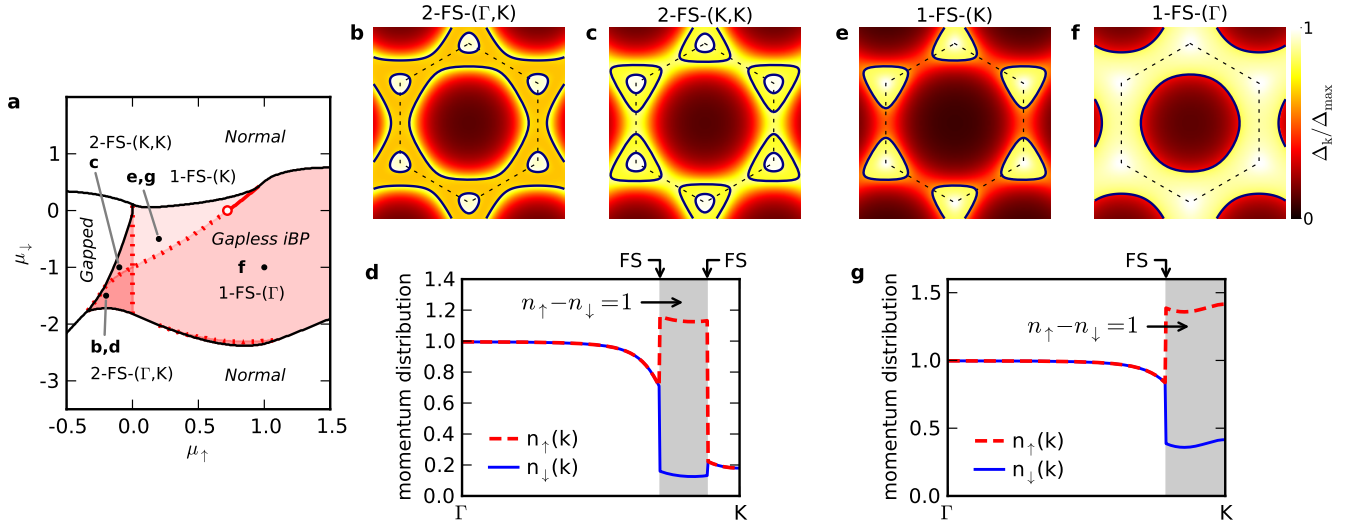 a
Normal
2-FS-(K,K)
c
e,g
1-FS-(K)
Gapped
Gapless iBP
f
1-FS-(Γ)
b,d
2-FS-(Γ,K)
Normal
1
0
-1
-2
-3
μ↓
-0.5 0.0 0.5 1.0 1.5
μ↑
b
2-FS-(Γ,K)
c
2-FS-(K,K)
e
1-FS-(K)
f
1-FS-(Γ)
1
0
Δk/Δmax
d
FS FS
n↑−n↓=1
n↑(k)
n↓(k)
1.4
1.2
1.0
0.8
0.6
0.4
0.2
0.0
momentum distribution
Γ K
g
FS
n↑−n↓=1
n↑(k)
n↓(k)
1.5
1.0
0.5
0.0
momentum distribution
Γ K